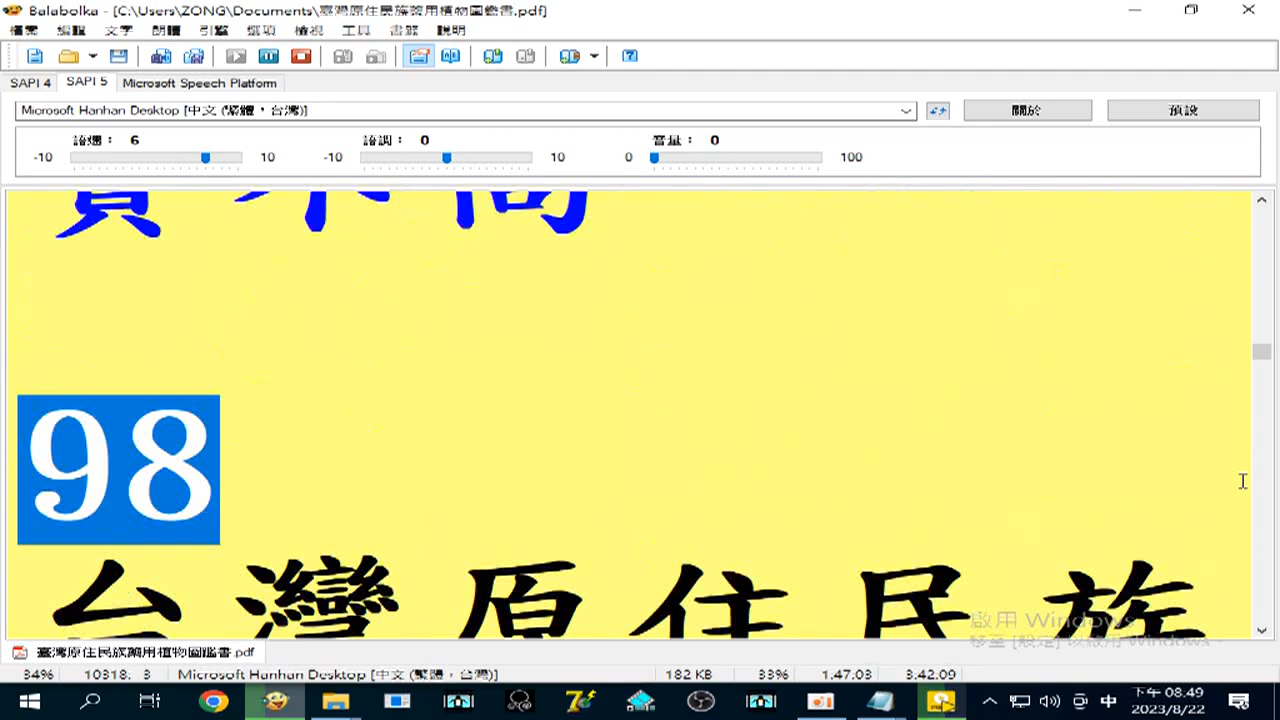 Balabolka - [C:\Users\ZONG\Documents\臺灣原住民族藥用植物圖鑑書.pdf]
檔案 編輯 文字 朗讀 引擎 選項 檢視 工具 書籤 說明
SAPI 4 SAPI 5 Microsoft Speech Platform
Microsoft Hanhan Desktop [中文 (繁體，台灣)]
關於 預設
語速： 6 語調： 0 音量： 0
-10 10 -10 10 0 100
98
台灣原住民族
啟用 Windows
移至 [設定] 以啟用 Windows。
臺灣原住民族藥用植物圖鑑書.pdf
34% 10318: 3 Microsoft Hanhan Desktop [中文 (繁體，台灣)] 182 KB 33% 1.47.03 3.42.09
中 下午 08:49
2023/8/22